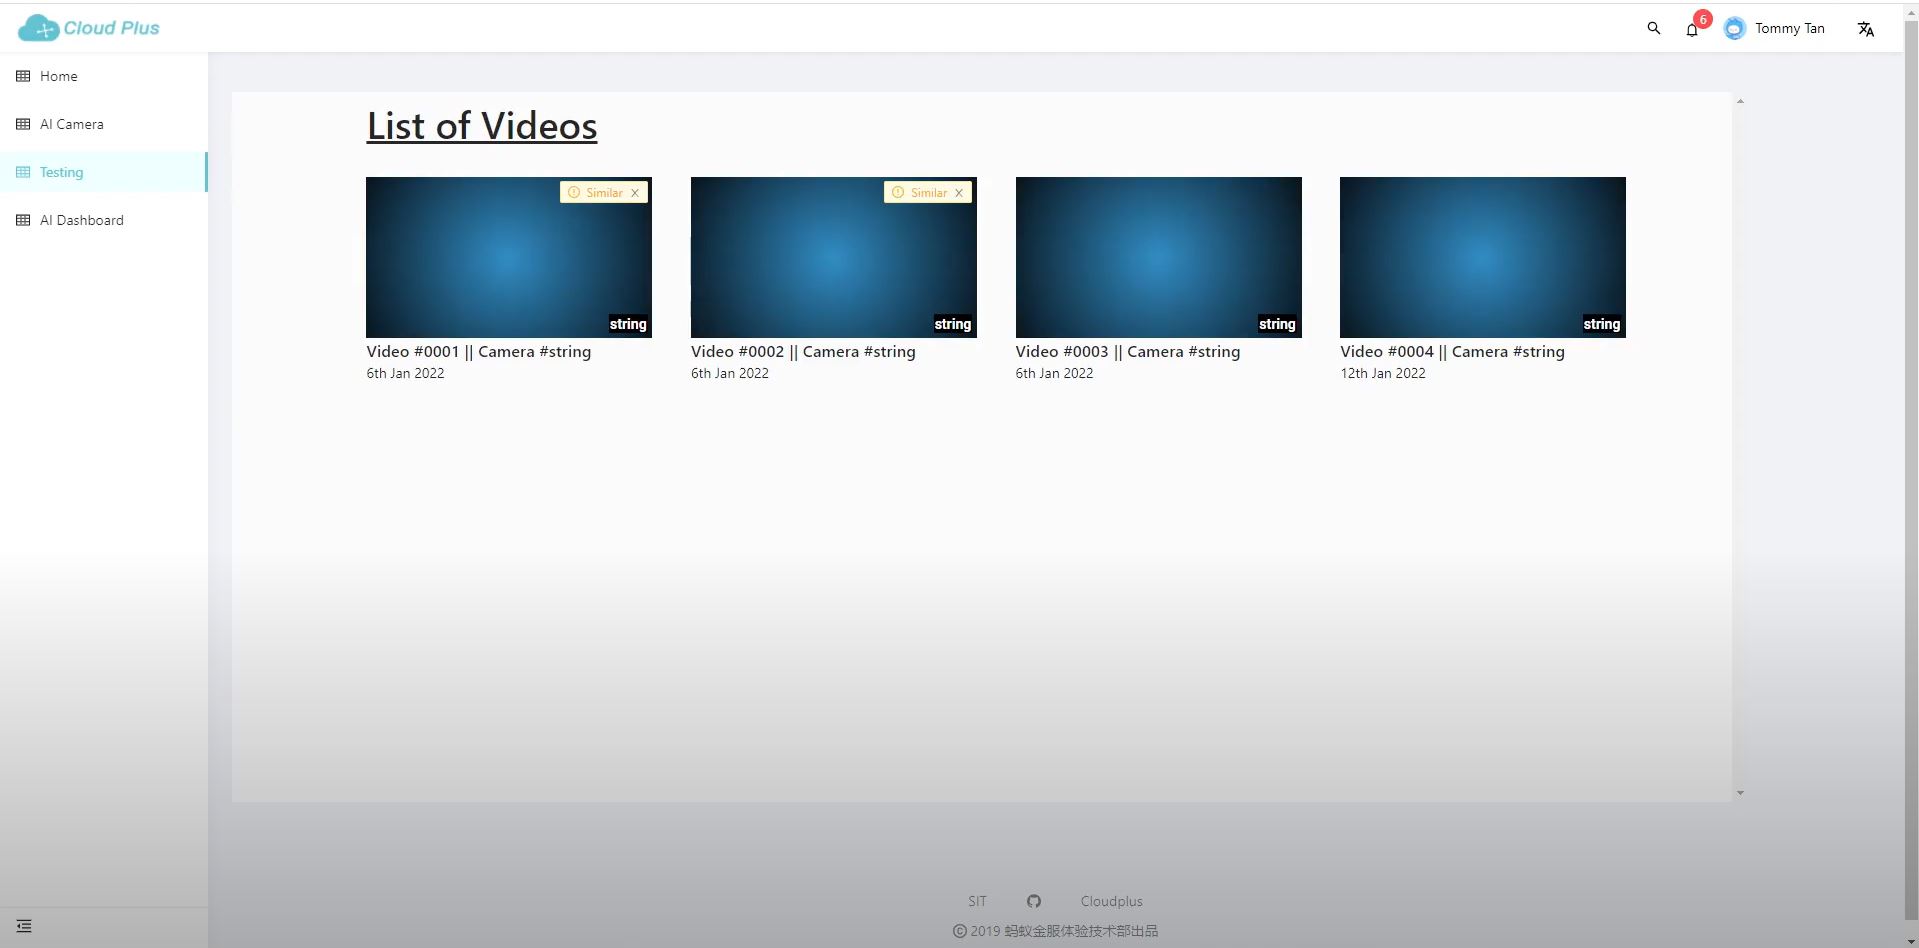 Cloud Plus
6
Tommy Tan
Home
AI Camera
Testing
AI Dashboard
List of Videos
Similar
string
Video #0001 || Camera #string
6th Jan 2022
Similar
string
Video #0002 || Camera #string
6th Jan 2022
string
Video #0003 || Camera #string
6th Jan 2022
string
Video #0004 || Camera #string
12th Jan 2022
SIT Cloudplus
© 2019 蚂蚁金服体验技术部出品